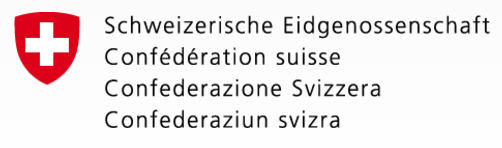 Schweizerische Eidgenossenschaft
Confédération suisse
Confederazione Svizzera
Confederaziun svizra